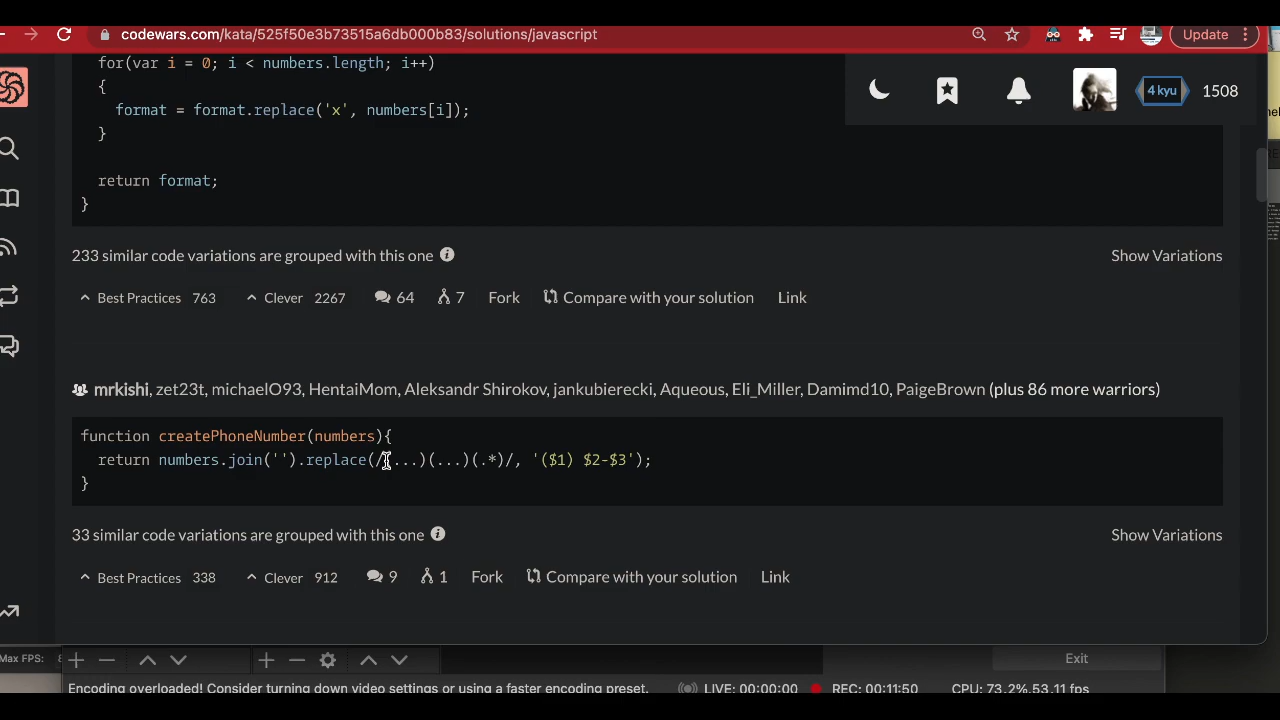 codewars.com/kata/525f50e3b73515a6db000b83/solutions/javascript
Update
for(var i = 0; i < numbers.length; i++)
{
format = format.replace('x', numbers[i]);
}
return format;
}
4 kyu
1508
233 similar code variations are grouped with this one
Show Variations
Best Practices 763 Clever 2267 64 7 Fork Compare with your solution Link
mrkishi, zet23t, michaelO93, HentaiMom, Aleksandr Shirokov, jankubierecki, Aqueous, Eli_Miller, Damimd10, PaigeBrown (plus 86 more warriors)
function createPhoneNumber(numbers){
return numbers.join('').replace(/(...)(...)(.*)/, '($1) $2-$3');
}
33 similar code variations are grouped with this one
Show Variations
Best Practices 338 Clever 912 9 1 Fork Compare with your solution Link
Max FPS:
Exit
Encoding overloaded! Consider turning down video settings or using a faster encoding preset.
LIVE: 00:00:00
REC: 00:11:50
CPU: 73.2%,53.11 fps